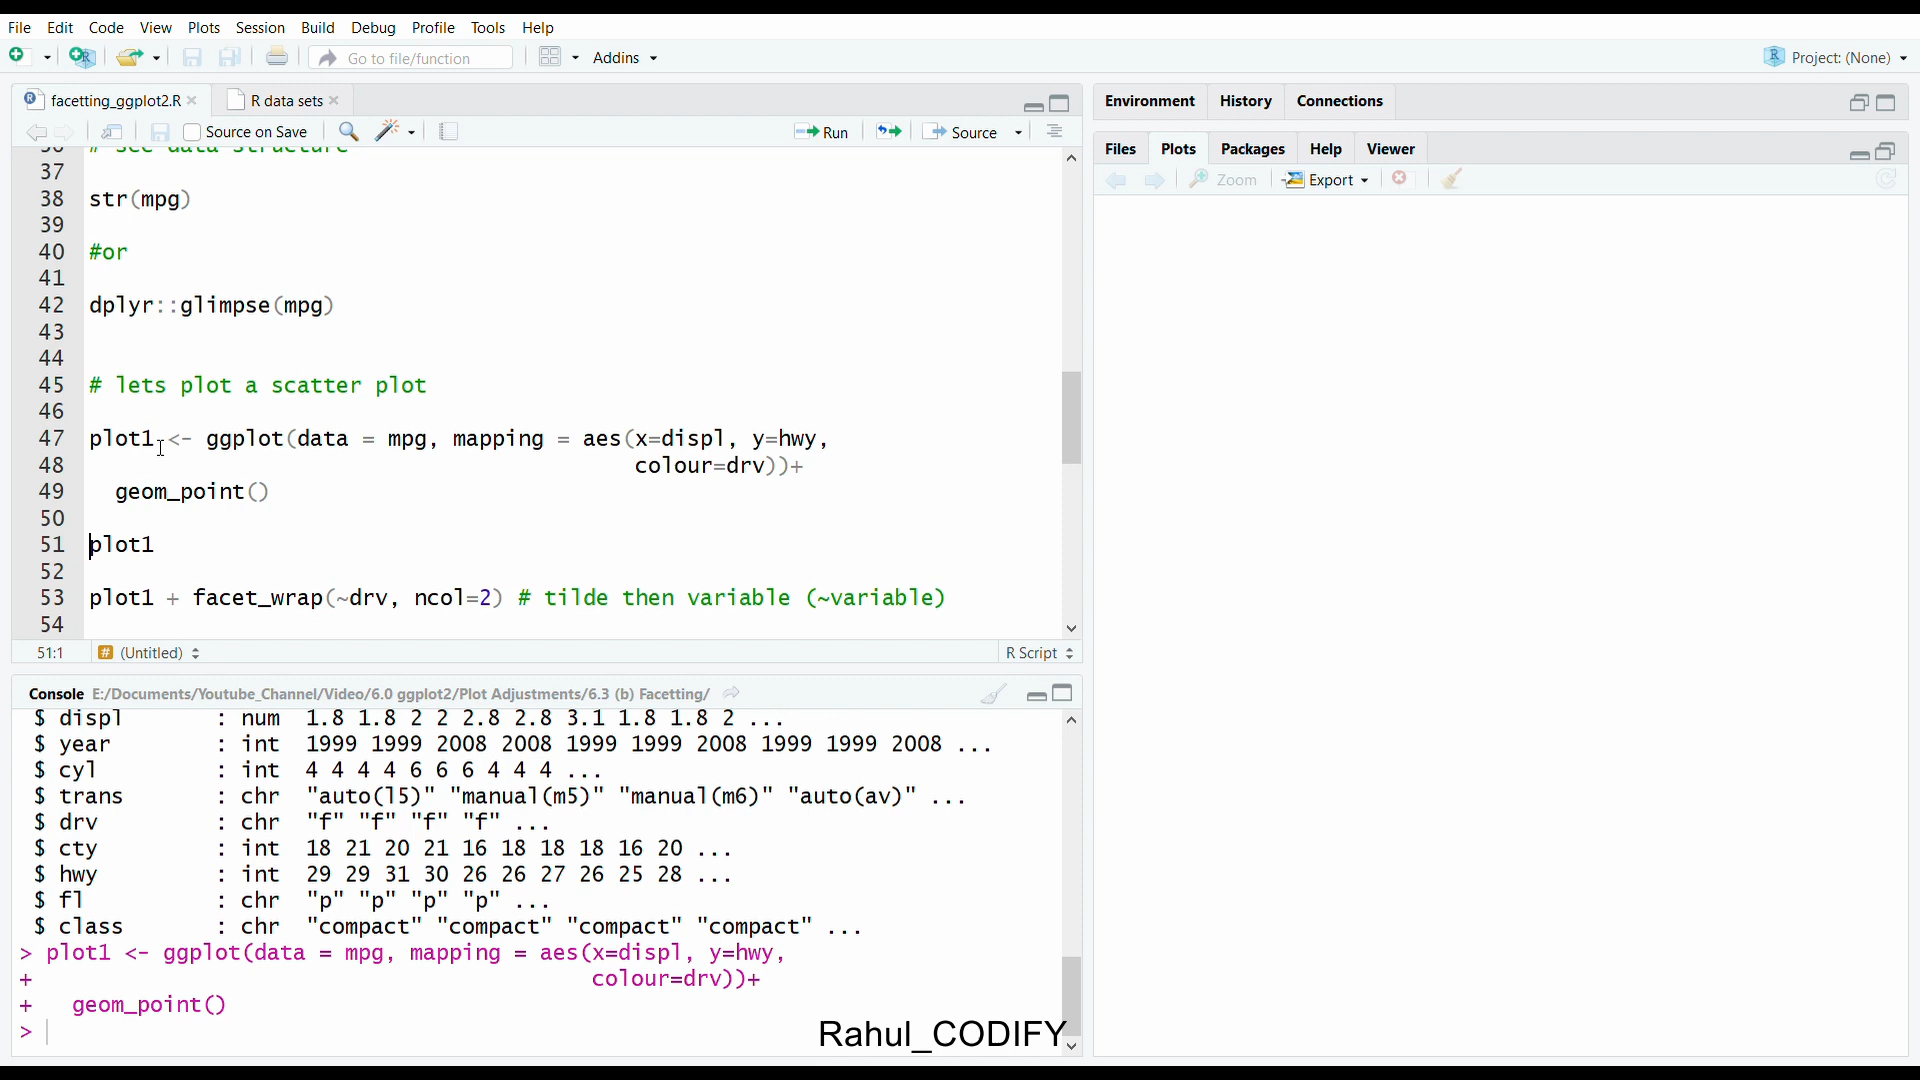 File Edit Code View Plots Session Build Debug Profile Tools Help
Go to file/function Addins Project: (None)
facetting_ggplot2.R R data sets
Source on Save Run Source
36 # see data structure
37
38 str(mpg)
39
40 #or
41
42 dplyr::glimpse(mpg)
43
44
45 # lets plot a scatter plot
46
47 plot1 <- ggplot(data = mpg, mapping = aes(x=displ, y=hwy,
48 colour=drv))+
49 geom_point()
50
51 plot1
52
53 plot1 + facet_wrap(~drv, ncol=2) # tilde then variable (~variable)
54
51:1 # (Untitled) R Script
Console E:/Documents/Youtube_Channel/Video/6.0 ggplot2/Plot Adjustments/6.3 (b) Facetting/
$ displ : num 1.8 1.8 2 2 2.8 2.8 3.1 1.8 1.8 2 ...
$ year : int 1999 1999 2008 2008 1999 1999 2008 1999 1999 2008 ...
$ cyl : int 4 4 4 4 6 6 6 4 4 4 ...
$ trans : chr "auto(l5)" "manual(m5)" "manual(m6)" "auto(av)" ...
$ drv : chr "f" "f" "f" "f" ...
$ cty : int 18 21 20 21 16 18 18 18 16 20 ...
$ hwy : int 29 29 31 30 26 26 27 26 25 28 ...
$ fl : chr "p" "p" "p" "p" ...
$ class : chr "compact" "compact" "compact" "compact" ...
> plot1 <- ggplot(data = mpg, mapping = aes(x=displ, y=hwy,
+ colour=drv))+
+ geom_point()
>
Rahul_CODIFY
Environment History Connections
Files Plots Packages Help Viewer
Zoom Export